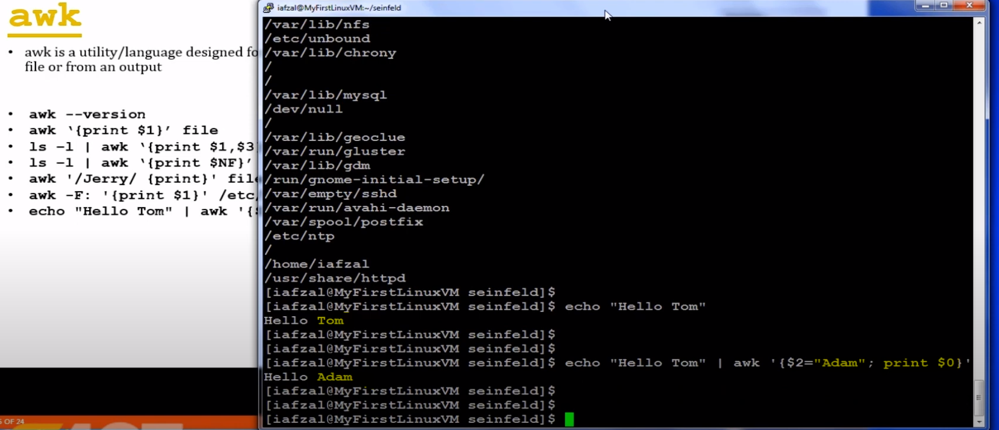 awk
• awk is a utility/language designed fo
file or from an output
• awk --version
• awk ‘{print $1}’ file
• ls –l | awk ‘{print $1,$3}
• ls –l | awk ‘{print $NF}’
• awk '/Jerry/ {print}' file
• awk -F: '{print $1}' /etc/
• echo "Hello Tom" | awk '{$
OF 24
iafzal@MyFirstLinuxVM:~/seinfeld
/var/lib/nfs
/etc/unbound
/var/lib/chrony
/
/
/var/lib/mysql
/dev/null
/
/var/lib/geoclue
/var/run/gluster
/var/lib/gdm
/run/gnome-initial-setup/
/var/empty/sshd
/var/run/avahi-daemon
/var/spool/postfix
/etc/ntp
/
/home/iafzal
/usr/share/httpd
[iafzal@MyFirstLinuxVM seinfeld]$
[iafzal@MyFirstLinuxVM seinfeld]$ echo "Hello Tom"
Hello Tom
[iafzal@MyFirstLinuxVM seinfeld]$
[iafzal@MyFirstLinuxVM seinfeld]$
[iafzal@MyFirstLinuxVM seinfeld]$ echo "Hello Tom" | awk '{$2="Adam"; print $0}'
Hello Adam
[iafzal@MyFirstLinuxVM seinfeld]$
[iafzal@MyFirstLinuxVM seinfeld]$
[iafzal@MyFirstLinuxVM seinfeld]$